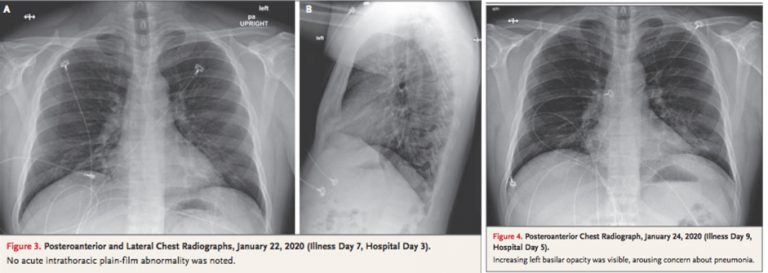 A
left
pa
UPRIGHT
B
left
Figure 3. Posteroanterior and Lateral Chest Radiographs, January 22, 2020 (Illness Day 7, Hospital Day 3).
No acute intrathoracic plain-film abnormality was noted.
left
Figure 4. Posteroanterior Chest Radiograph, January 24, 2020 (Illness Day 9,
Hospital Day 5).
Increasing left basilar opacity was visible, arousing concern about pneumonia.